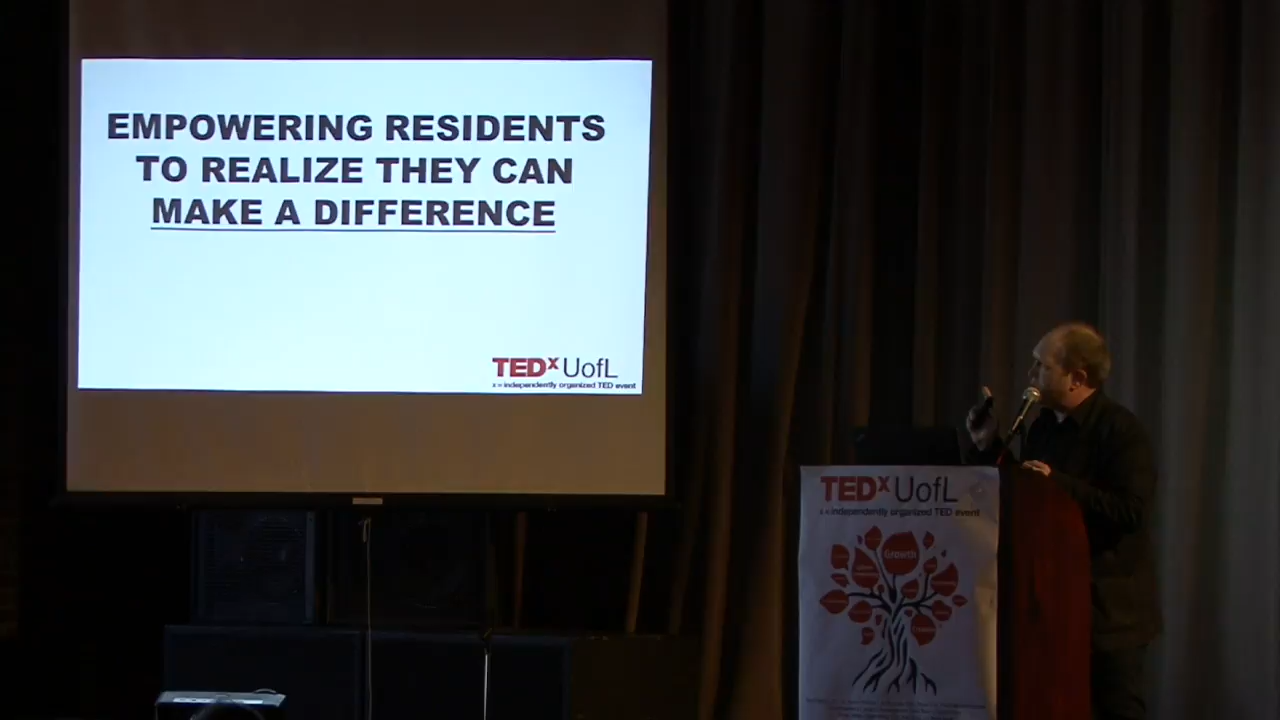 EMPOWERING RESIDENTS
TO REALIZE THEY CAN
MAKE A DIFFERENCE
TEDx UofL
x = independently organized TED event
TEDx UofL
x = independently organized TED event
Growth